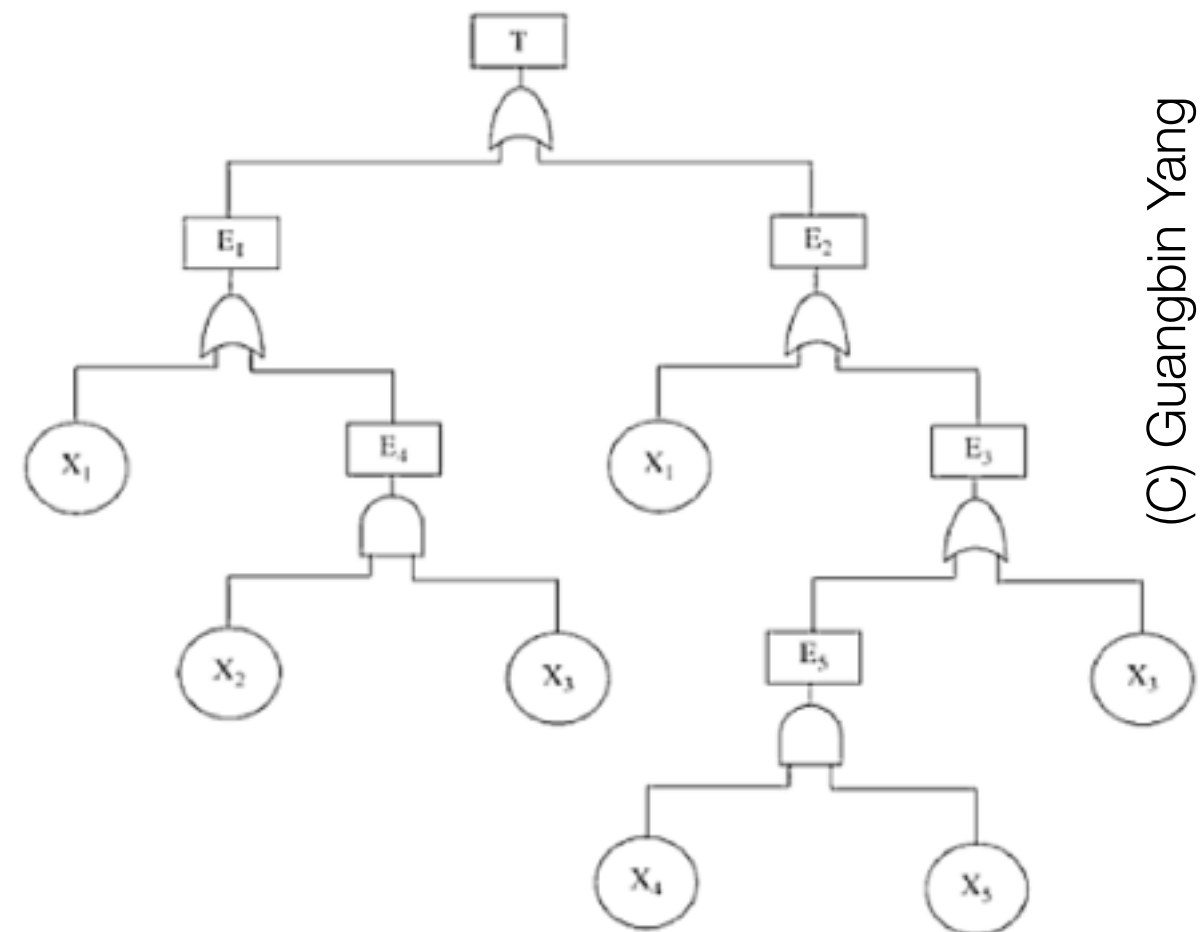 T
E₁
E₂
X₁
E₄
X₁
E₃
X₂
X₃
E₅
X₃
X₄
X₅
(C) Guangbin Yang